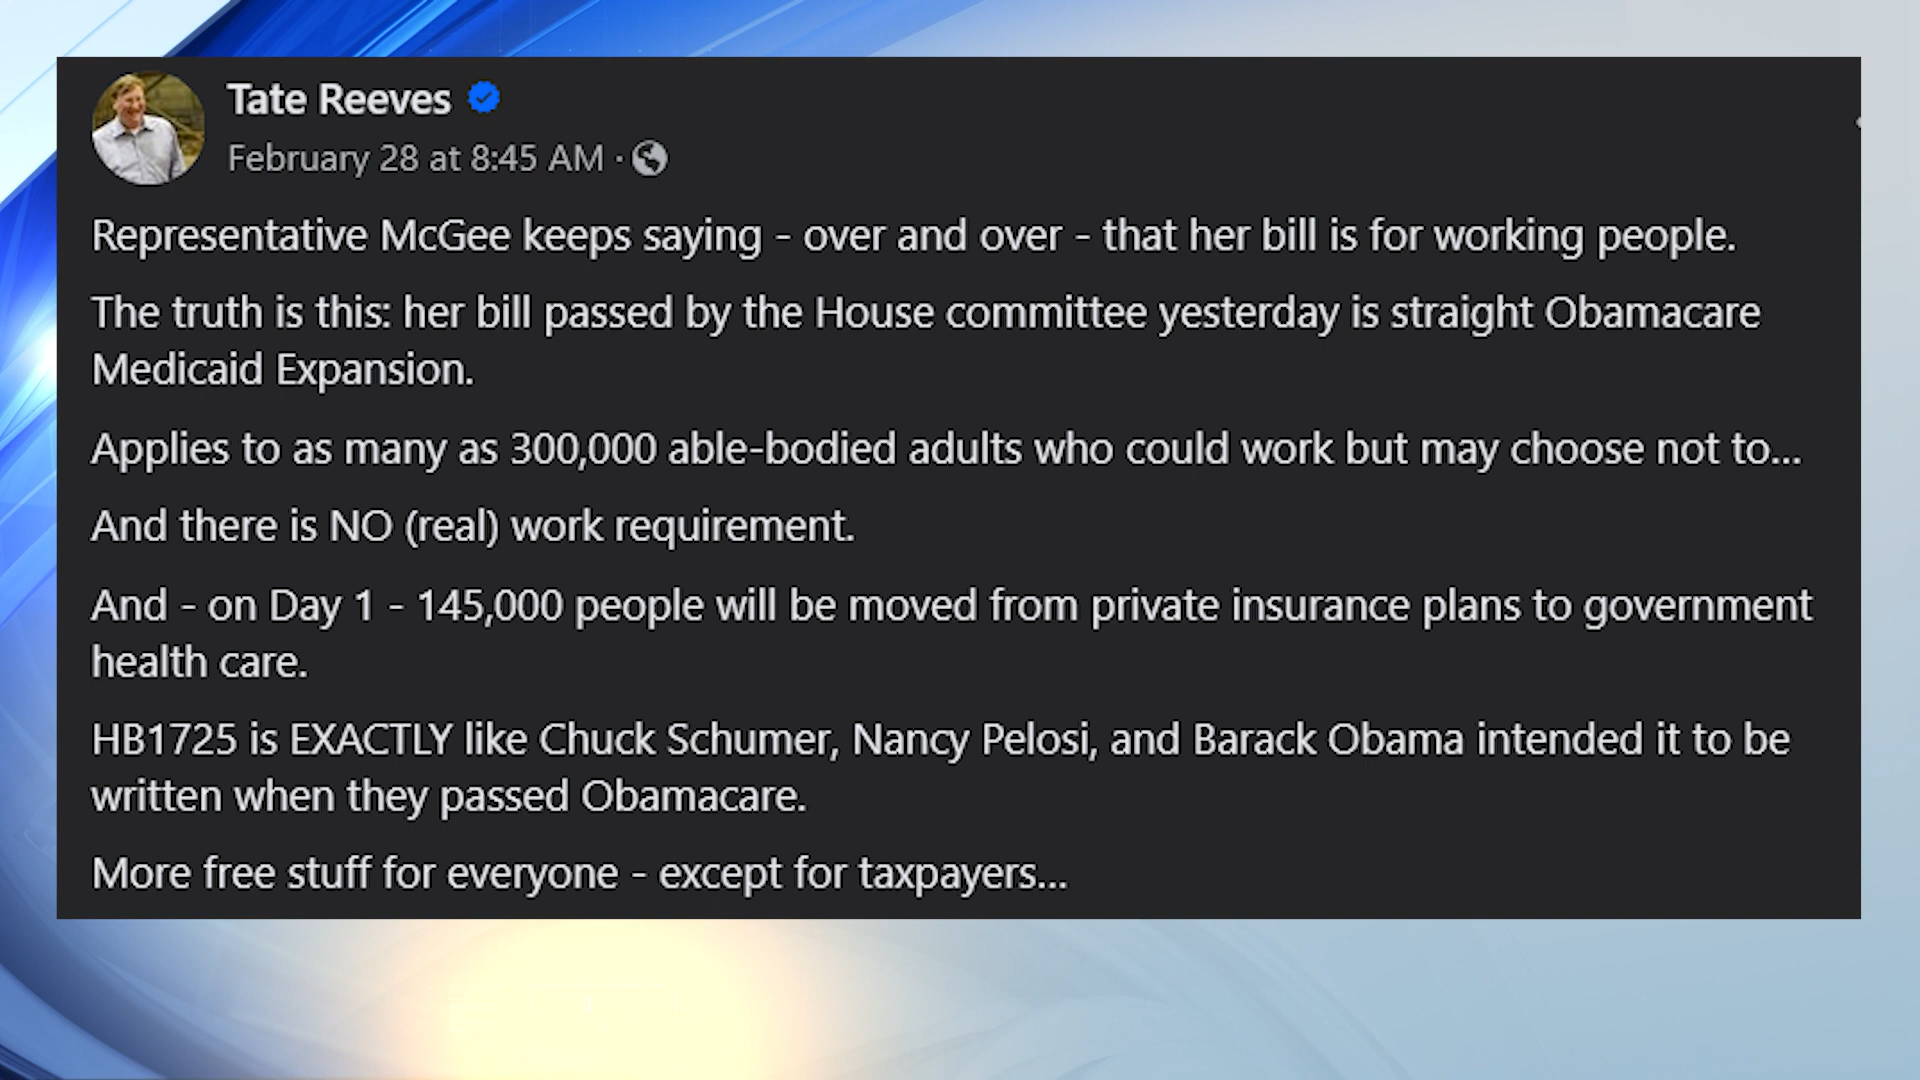 Tate Reeves
February 28 at 8:45 AM ·
Representative McGee keeps saying - over and over - that her bill is for working people.
The truth is this: her bill passed by the House committee yesterday is straight Obamacare
Medicaid Expansion.
Applies to as many as 300,000 able-bodied adults who could work but may choose not to...
And there is NO (real) work requirement.
And - on Day 1 - 145,000 people will be moved from private insurance plans to government
health care.
HB1725 is EXACTLY like Chuck Schumer, Nancy Pelosi, and Barack Obama intended it to be
written when they passed Obamacare.
More free stuff for everyone - except for taxpayers...